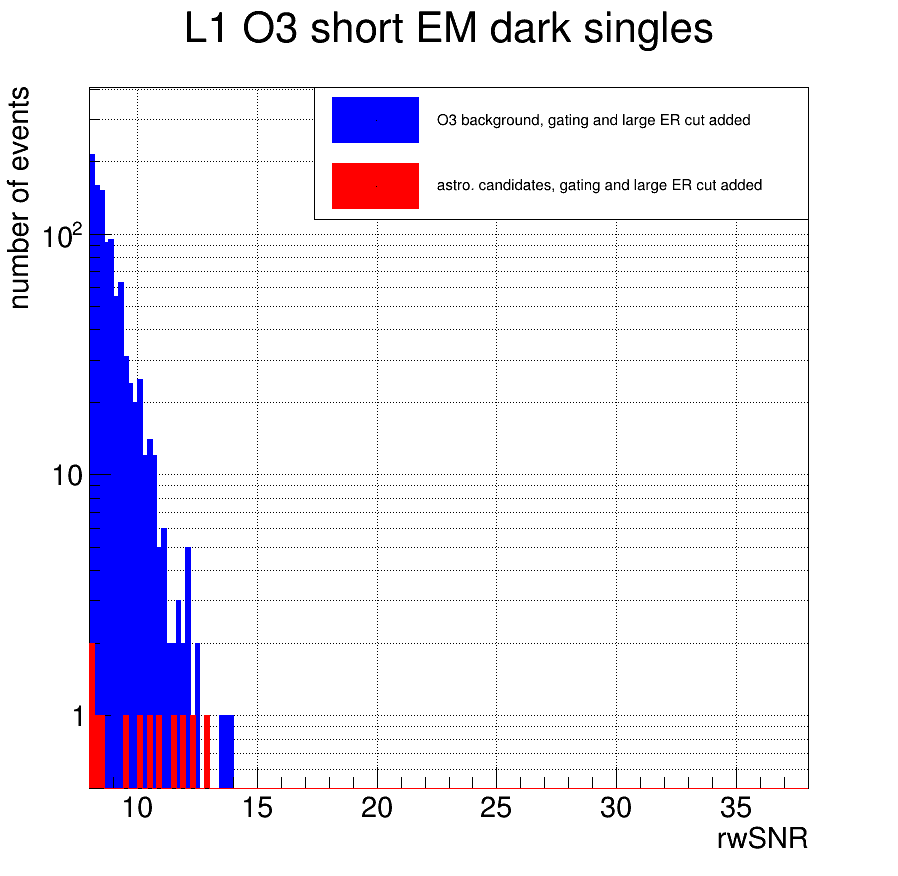 L1 O3 short EM dark singles
number of events
O3 background, gating and large ER cut added
astro. candidates, gating and large ER cut added
10²
10
1
10 15 20 25 30 35
rwSNR